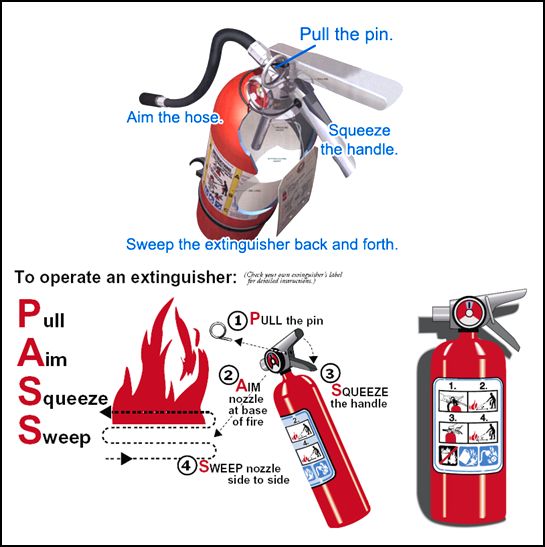 Pull the pin.
Aim the hose.
Squeeze
the handle.
Sweep the extinguisher back and forth.
To operate an extinguisher:
(Check your own extinguisher's label
for detailed instructions.)
Pull
Aim
Squeeze
Sweep
1 PULL the pin
2 AIM
nozzle
at base
of fire
3 SQUEEZE
the handle
4 SWEEP nozzle
side to side
2.
4.
1. 2.
3. 4.